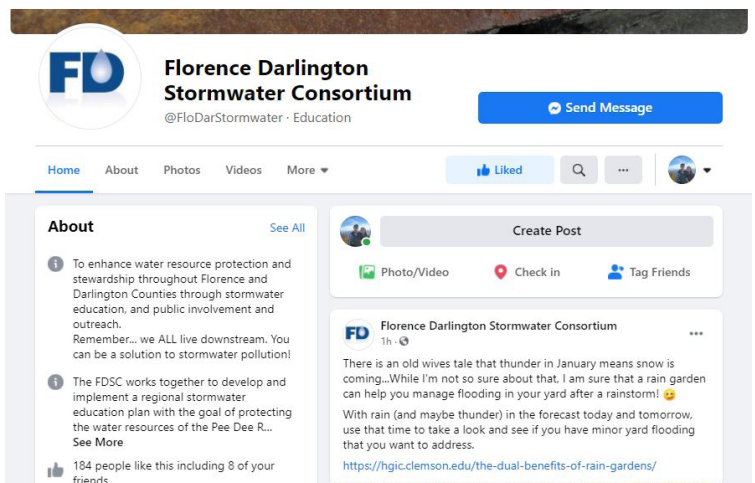 FD
Florence Darlington
Stormwater Consortium
@FloDarStormwater · Education
Send Message
Home About Photos Videos More
Liked
...
About
See All
To enhance water resource protection and
stewardship throughout Florence and
Darlington Counties through stormwater
education, and public involvement and
outreach.
Remember... we ALL live downstream. You
can be a solution to stormwater pollution!
The FDSC works together to develop and
implement a regional stormwater
education plan with the goal of protecting
the water resources of the Pee Dee R...
See More
184 people like this including 8 of your
friends
Create Post
Photo/Video Check in Tag Friends
FD
Florence Darlington Stormwater Consortium
1h ·
...
There is an old wives tale that thunder in January means snow is
coming...While I'm not so sure about that, I am sure that a rain garden
can help you manage flooding in your yard after a rainstorm! 😉
With rain (and maybe thunder) in the forecast today and tomorrow,
use that time to take a look and see if you have minor yard flooding
that you want to address.
https://hgic.clemson.edu/the-dual-benefits-of-rain-gardens/